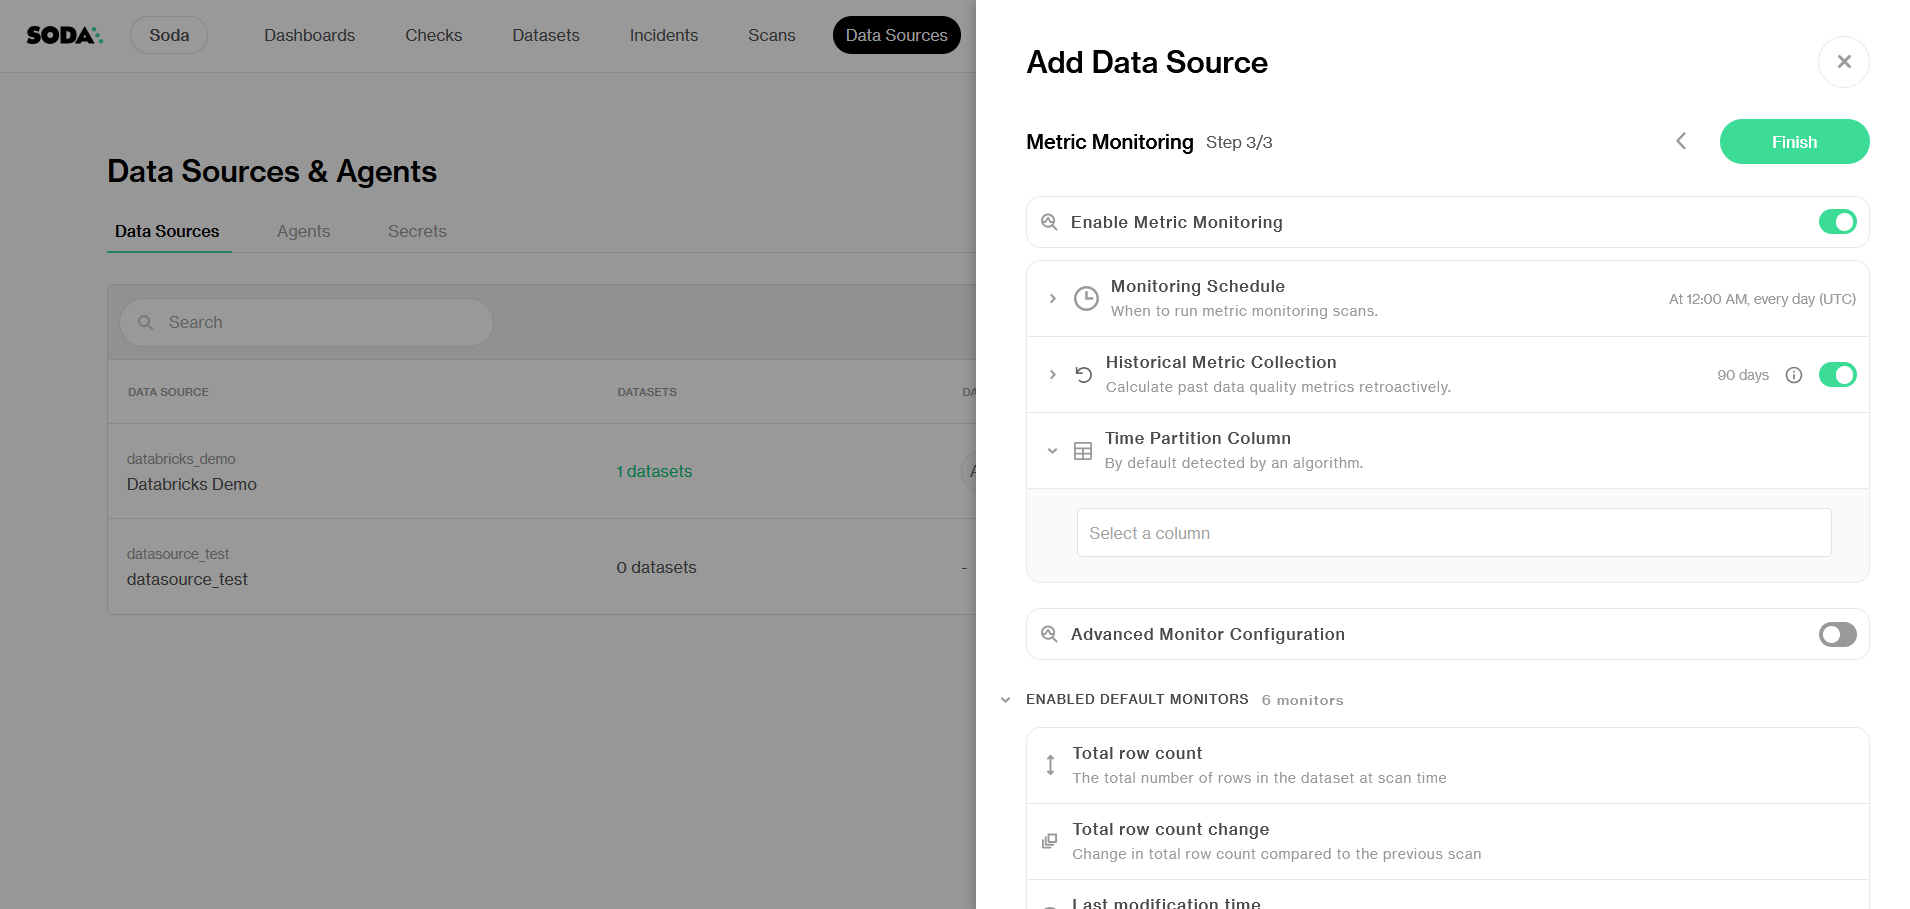 SODA
Soda
Dashboards
Checks
Datasets
Incidents
Scans
Data Sources
Data Sources & Agents
Data Sources
Agents
Secrets
Search
DATA SOURCE
DATASETS
DA
databricks_demo
Databricks Demo
1 datasets
A
datasource_test
datasource_test
0 datasets
-
Add Data Source
Metric Monitoring Step 3/3
Finish
Enable Metric Monitoring
Monitoring Schedule
When to run metric monitoring scans.
At 12:00 AM, every day (UTC)
Historical Metric Collection
Calculate past data quality metrics retroactively.
90 days
Time Partition Column
By default detected by an algorithm.
Select a column
Advanced Monitor Configuration
ENABLED DEFAULT MONITORS 6 monitors
Total row count
The total number of rows in the dataset at scan time
Total row count change
Change in total row count compared to the previous scan
Last modification time